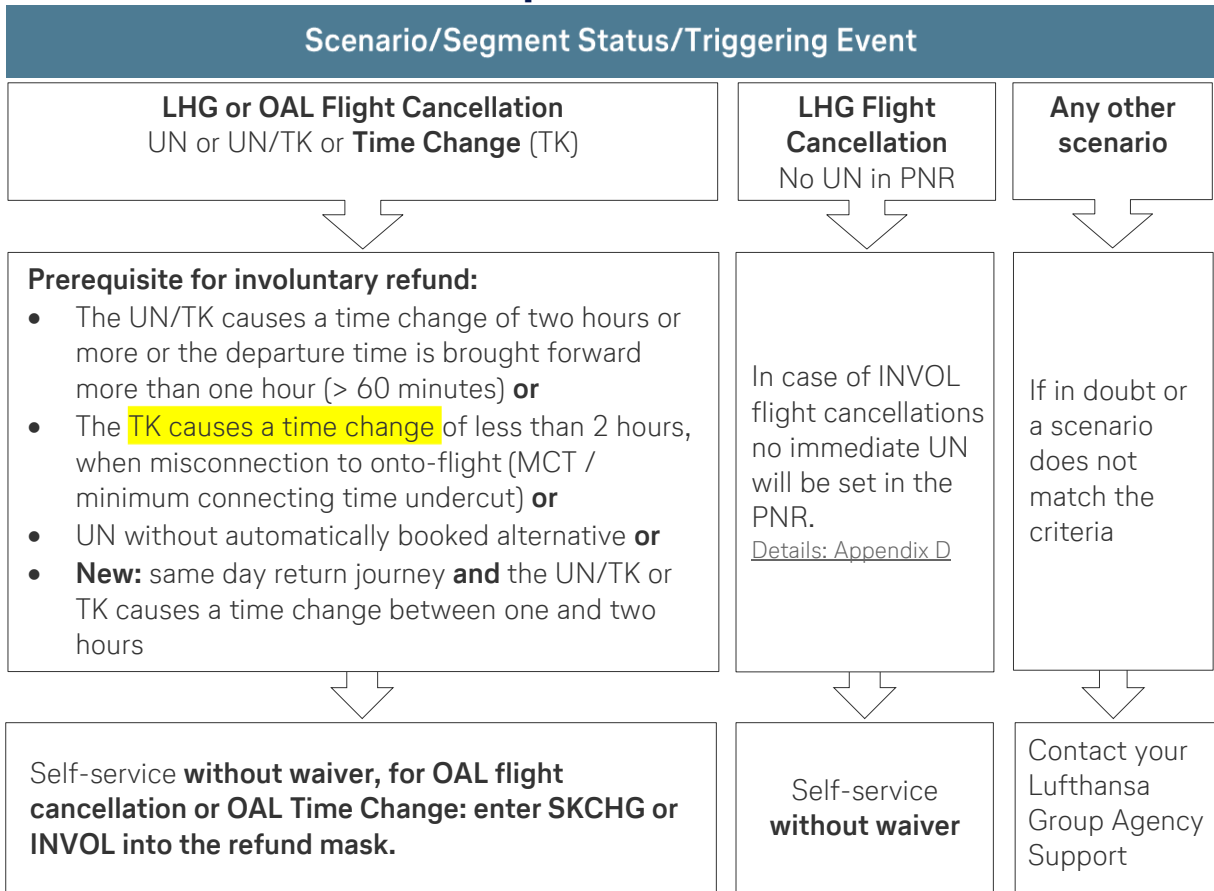 Scenario/Segment Status/Triggering Event
LHG or OAL Flight Cancellation
UN or UN/TK or Time Change (TK)
LHG Flight
Cancellation
No UN in PNR
Any other
scenario
Prerequisite for involuntary refund:
• The UN/TK causes a time change of two hours or
more or the departure time is brought forward
more than one hour (> 60 minutes) or
• The TK causes a time change of less than 2 hours,
when misconnection to onto-flight (MCT /
minimum connecting time undercut) or
• UN without automatically booked alternative or
• New: same day return journey and the UN/TK or
TK causes a time change between one and two
hours
In case of INVOL
flight cancellations
no immediate UN
will be set in the
PNR.
Details: Appendix D
If in doubt or
a scenario
does not
match the
criteria
Self-service without waiver, for OAL flight
cancellation or OAL Time Change: enter SKCHG or
INVOL into the refund mask.
Self-service
without waiver
Contact your
Lufthansa
Group Agency
Support